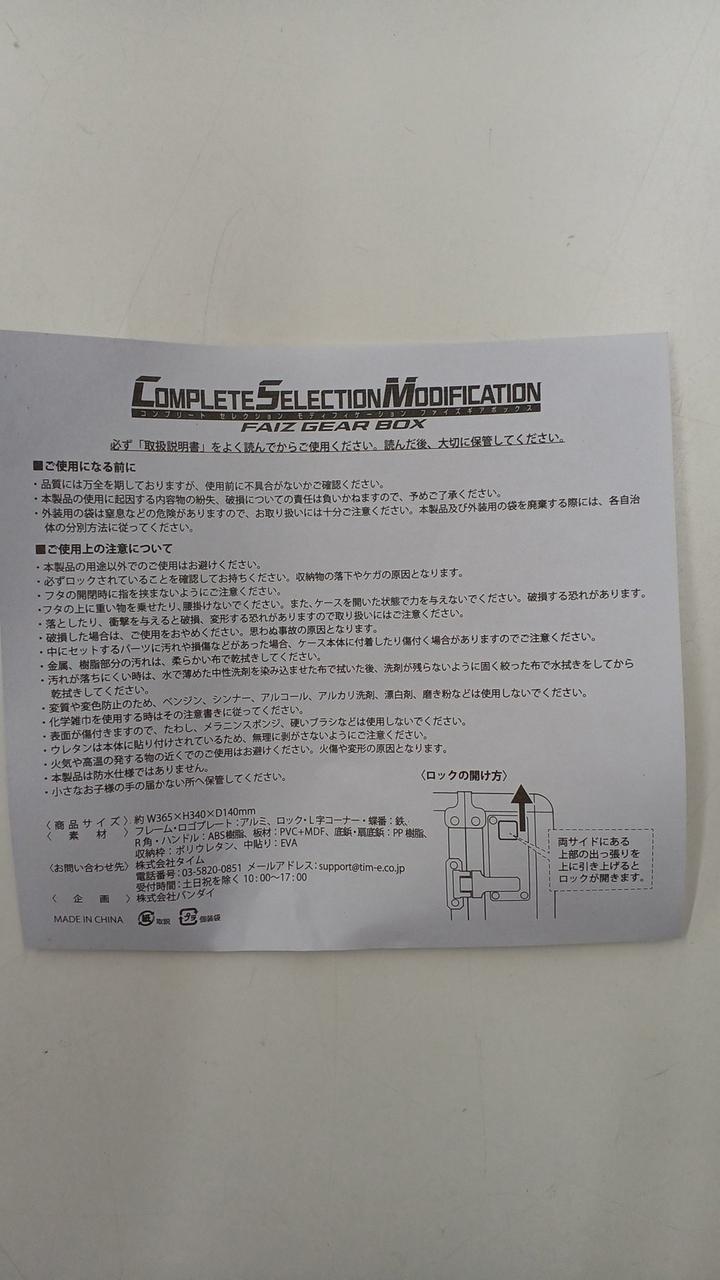 COMPLETE SELECTION MODIFICATION
コンプリート セレクション モディフィケーション ファイズギアボックス
FAIZ GEAR BOX
必ず「取扱説明書」をよく読んでからご使用ください。読んだ後、大切に保管してください。
■ご使用になる前に
・品質には万全を期しておりますが、使用前に不具合がないかご確認ください。
・本製品の使用に起因する内容物の紛失、破損についての責任は負いかねますので、予めご了承ください。
・外装用の袋は窒息などの危険がありますので、お取り扱いには十分ご注意ください。本製品及び外装用の袋を廃棄する際には、各自治
体の分別方法に従ってください。
■ご使用上の注意について
・本製品の用途以外でのご使用はお避けください。
・必ずロックされていることを確認してお持ちください。収納物の落下やケガの原因となります。
・フタの開閉時に指を挟まないようにご注意ください。
・フタの上に重い物を乗せたり、腰掛けないでください。また、ケースを開いた状態で力を与えないでください。破損する恐れがあります。
・落としたり、衝撃を与えると破損、変形する恐れがありますので取り扱いにはご注意ください。
・破損した場合は、ご使用をおやめください。思わぬ事故の原因となります。
・中にセットするパーツに汚れや損傷などがあった場合、ケース本体に付着したり傷付く場合がありますのでご注意ください。
・金属、樹脂部分の汚れは、柔らかい布で乾拭きしてください。
・汚れが落ちにくい時は、水で薄めた中性洗剤を染み込ませた布で拭いた後、洗剤が残らないように固く絞った布で水拭きをしてから
乾拭きしてください。
・変質や変色防止のため、ベンジン、シンナー、アルコール、アルカリ洗剤、漂白剤、磨き粉などは使用しないでください。
・化学雑巾を使用する時はその注意書きに従ってください。
・表面が傷付きますので、たわし、メラニンスポンジ、硬いブラシなどは使用しないでください。
・ウレタンは本体に貼り付けされているため、無理に剥がさないようにご注意ください。
・火気や高温の発する物の近くでのご使用はお避けください。火傷や変形の原因となります。
・本製品は防水仕様ではありません。
・小さなお子様の手の届かない所へ保管してください。
〈ロックの開け方〉
両サイドにある
上部の出っ張りを
上に引き上げると
ロックが開きます。
〈商品サイズ〉約 W365×H340×D140mm
〈素材〉フレーム・ロゴプレート：アルミ、ロック・L字コーナー・蝶番：鉄、
R角・ハンドル：ABS樹脂、板材：PVC+MDF、底鋲・扇底鋲：PP樹脂、
収納枠：ポリウレタン、中貼り：EVA
〈お問い合わせ先〉株式会社タイム
電話番号：03-5820-0851 メールアドレス：support@tim-e.co.jp
受付時間：土日祝を除く 10：00～17：00
〈企画〉株式会社バンダイ
MADE IN CHINA 紙 取説 プラ 個装袋